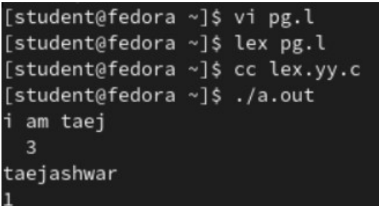 [student@fedora ~]$ vi pg.l
[student@fedora ~]$ lex pg.l
[student@fedora ~]$ cc lex.yy.c
[student@fedora ~]$ ./a.out
i am taej
  3
taejashwar
1